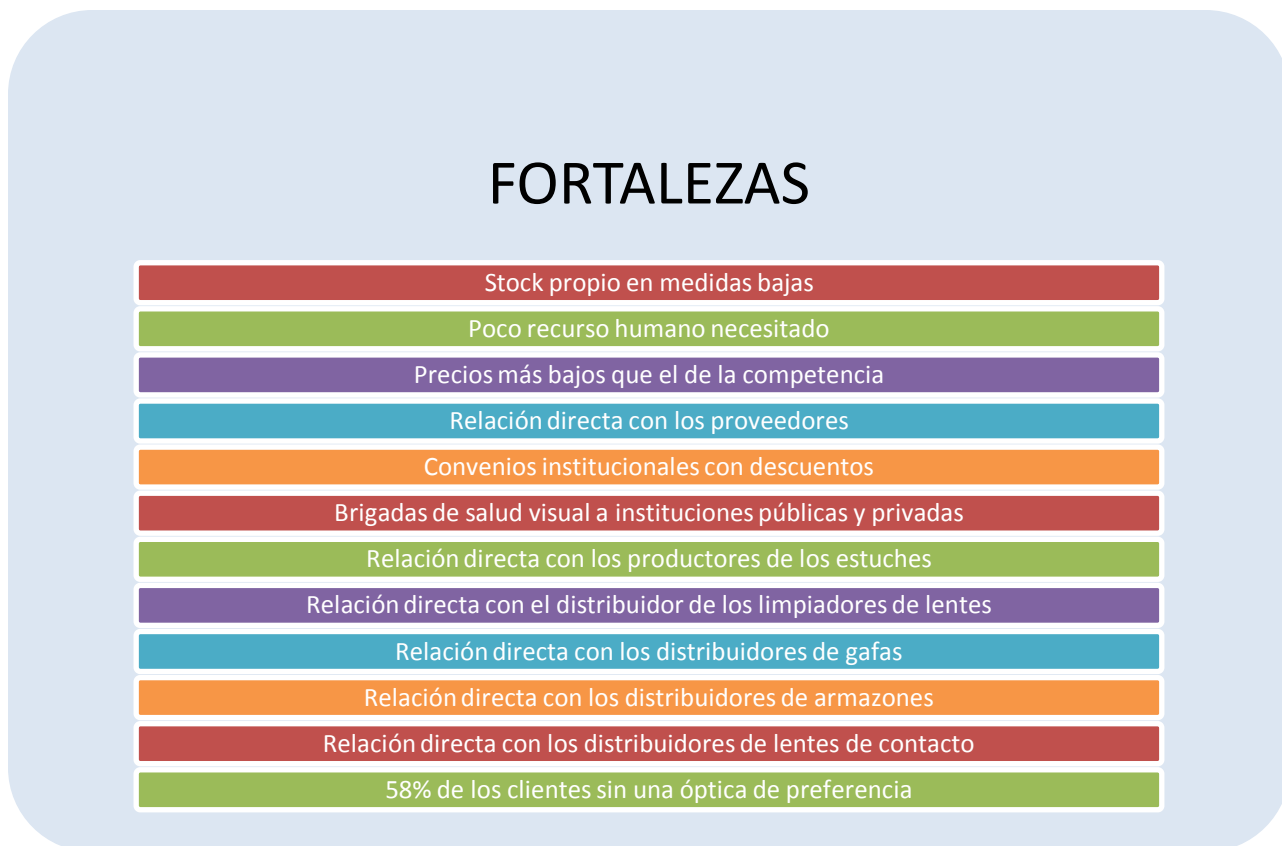 FORTALEZAS
Stock propio en medidas bajas
Poco recurso humano necesitado
Precios más bajos que el de la competencia
Relación directa con los proveedores
Convenios institucionales con descuentos
Brigadas de salud visual a instituciones públicas y privadas
Relación directa con los productores de los estuches
Relación directa con el distribuidor de los limpiadores de lentes
Relación directa con los distribuidores de gafas
Relación directa con los distribuidores de armazones
Relación directa con los distribuidores de lentes de contacto
58% de los clientes sin una óptica de preferencia